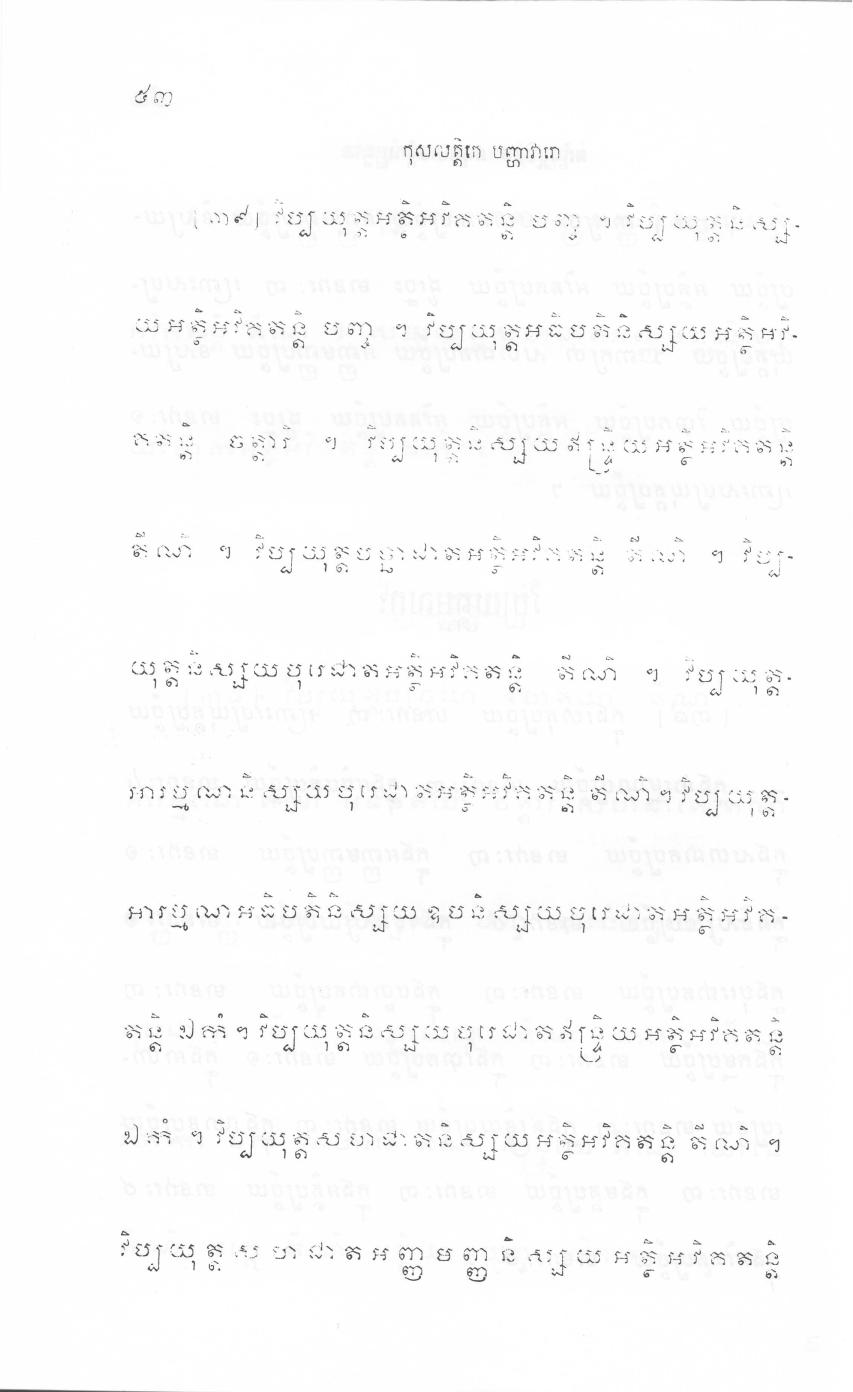 ៥៣
កុសលត្តិកេ បញ្ហាវារោ
[៣៩] វិប្បយុត្តអត្ថិអវិគតន្តិ បញ្ច ។ វិប្បយុត្តនិស្ស-
យអត្ថិអវិគតន្តិ បញ្ច ។ វិប្បយុត្តអធិបតិនិស្សយអត្ថិអវិ-
គតន្តិ ចត្តារិ ។ វិប្បយុត្តនិស្សយឥន្ទ្រិយអត្ថិអវិគតន្តិ
តីណិ ។ វិប្បយុត្តបច្ឆាជាតអត្ថិអវិគតន្តិ តីណិ ។ វិប្ប-
យុត្តនិស្សយបុរេជាតអត្ថិអវិគតន្តិ តីណិ ។ វិប្បយុត្ត-
អារម្មណនិស្សយបុរេជាតអត្ថិអវិគតន្តិ តីណិ ។ វិប្បយុត្ត-
អារម្មណអធិបតិនិស្សយឧបនិស្សយបុរេជាតអត្ថិអវិគ-
តន្តិ ឯកំ ។ វិប្បយុត្តនិស្សយបុរេជាតឥន្ទ្រិយអត្ថិអវិគតន្តិ
ឯកំ ។ វិប្បយុត្តសហជាតនិស្សយអត្ថិអវិគតន្តិ តីណិ ។
វិប្បយុត្តសហជាតអញ្ញមញ្ញនិស្សយអត្ថិអវិគតន្តិ